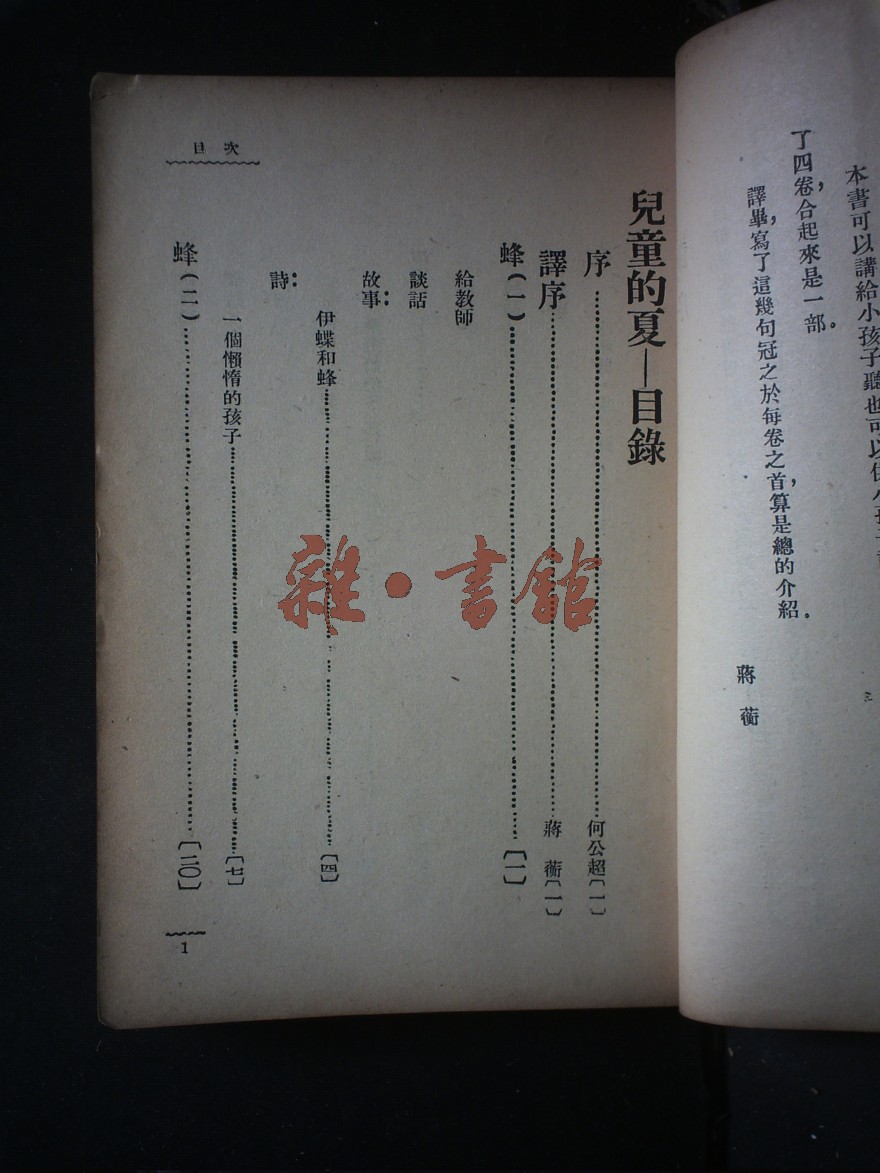 本書可以講給小孩子聽也可以
了四卷，合起來是一部。
譯畢，寫了這幾句冠之於每卷之首，算是總的介紹。
蔣蘅
三
目次
兒童的夏—目錄
序……何公超〔一〕
譯序……蔣蘅〔一〕
蜂(一)……〔一〕
給教師
談話
故事：
伊蝶和蜂……〔四〕
詩：
一個懶惰的孩子……〔七〕
蜂(二)……〔二〇〕
1
雜·書館